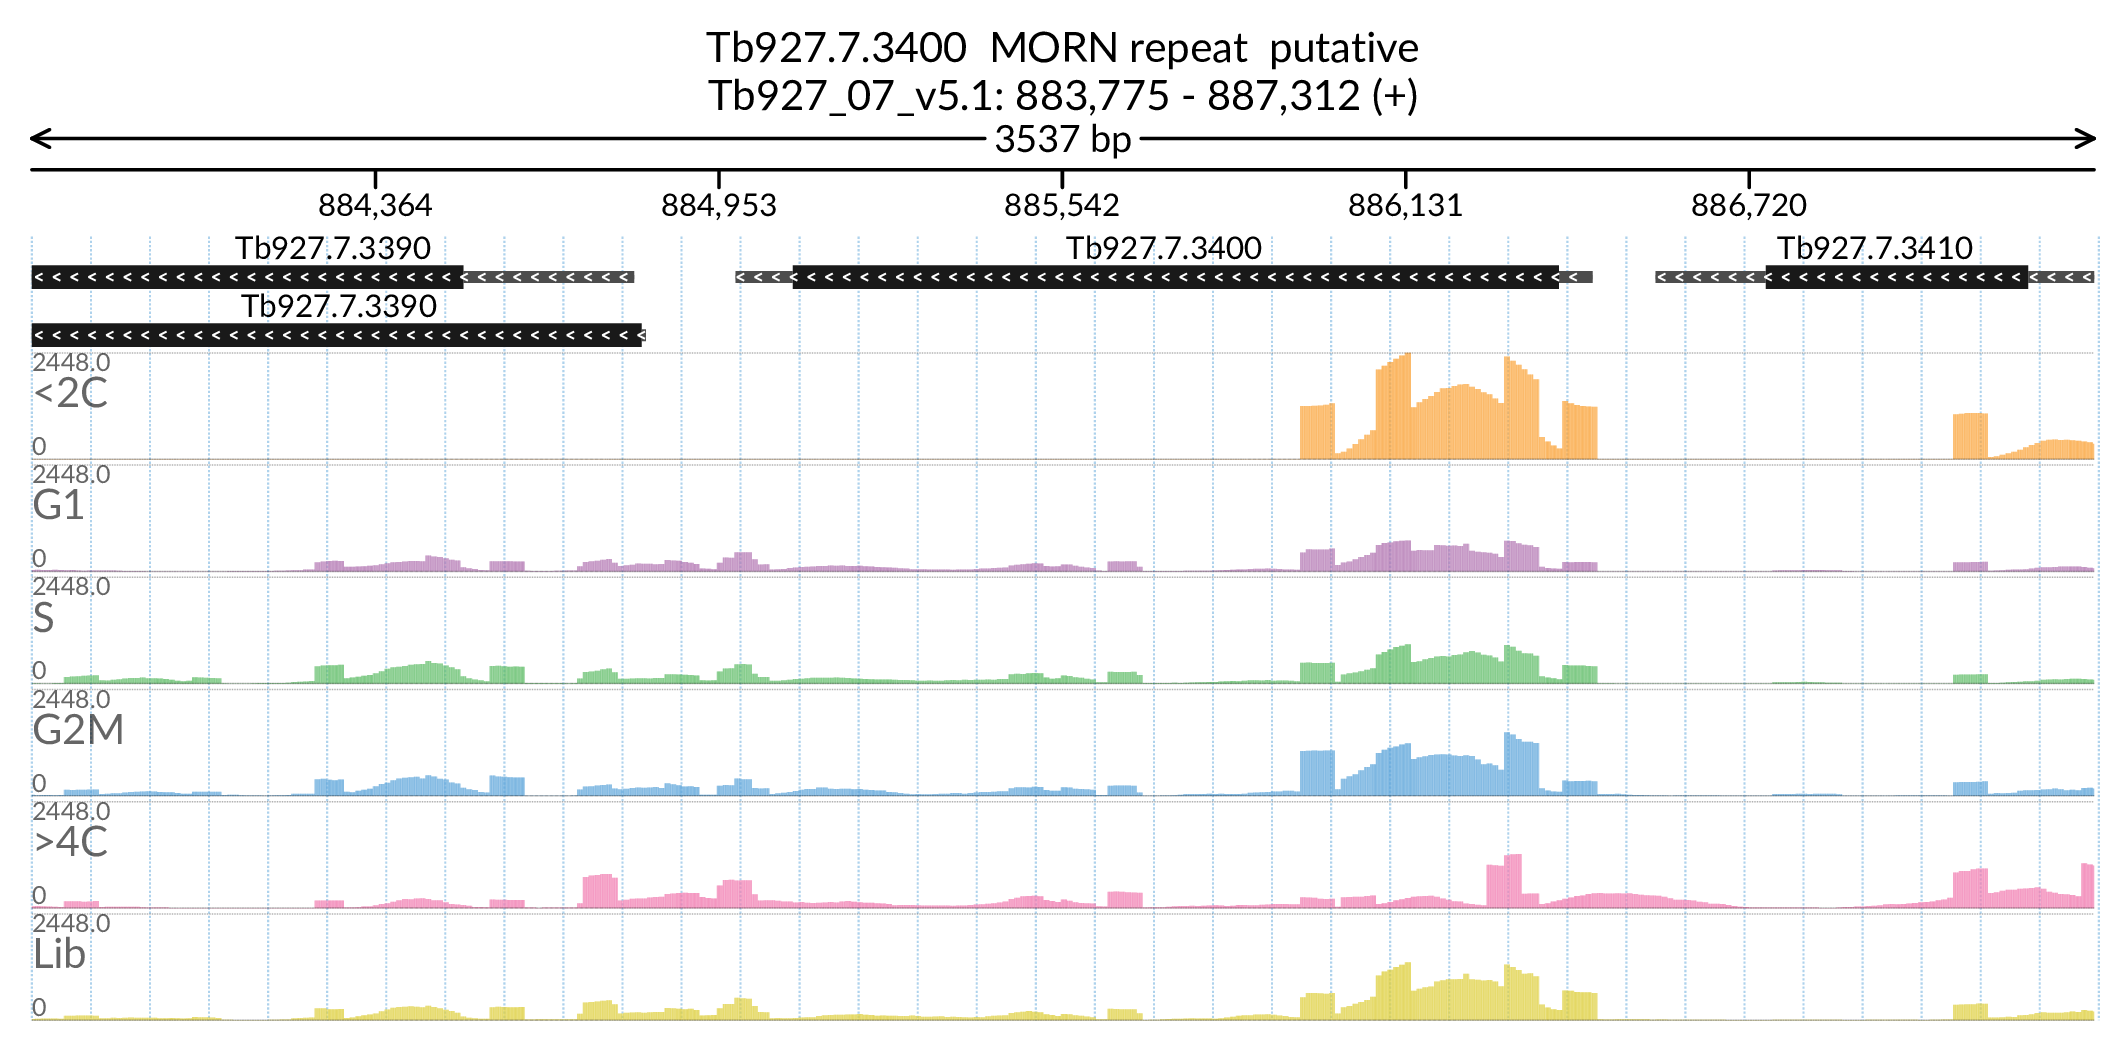 Tb927.7.3400  MORN repeat  putative
Tb927_07_v5.1: 883,775 - 887,312 (+)
3537 bp
884,364 884,953 885,542 886,131 886,720
Tb927.7.3390 Tb927.7.3400 Tb927.7.3410
Tb927.7.3390
2448.0
<2C
0
2448.0
G1
0
2448.0
S
0
2448.0
G2M
0
2448.0
>4C
0
2448.0
Lib
0